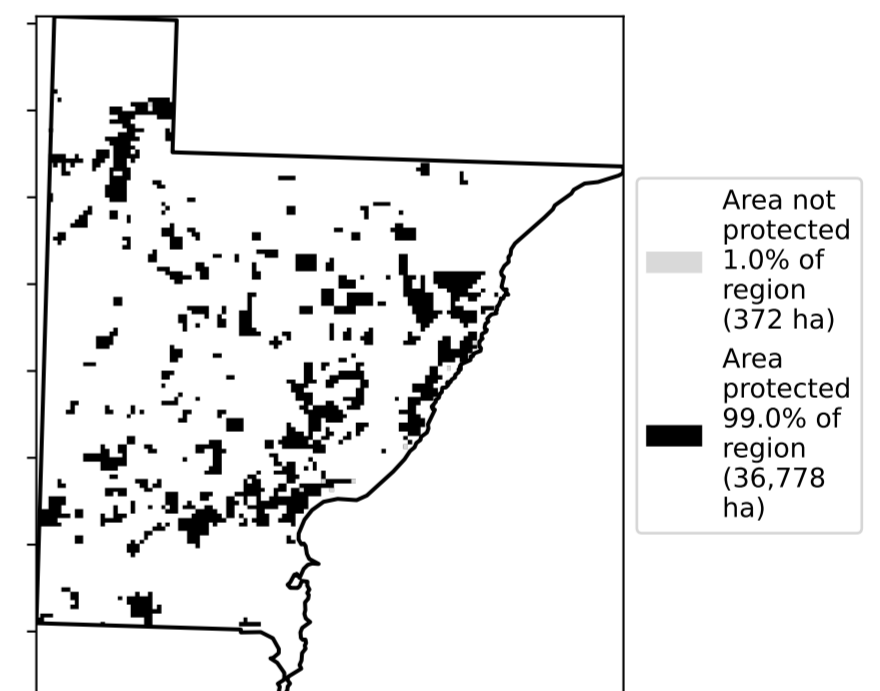 Area not
protected
1.0% of
region
(372 ha)
Area
protected
99.0% of
region
(36,778
ha)